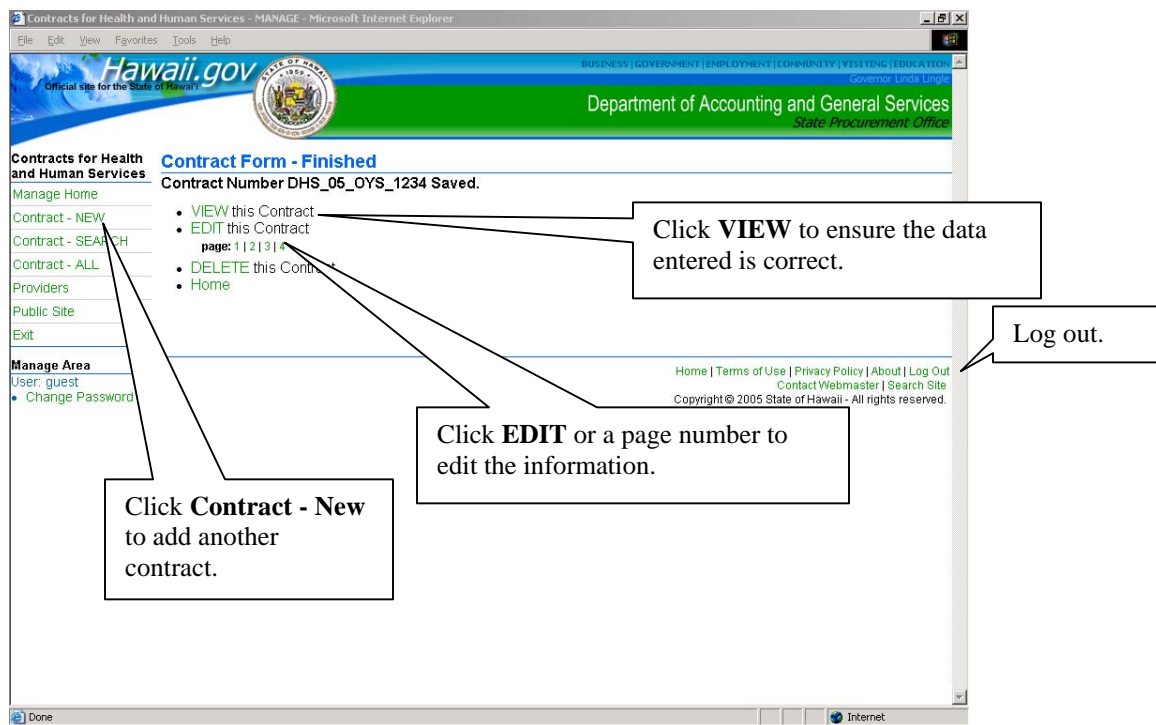 Contracts for Health and Human Services - MANAGE - Microsoft Internet Explorer
File Edit View Favorites Tools Help
Hawaii.gov
Official site for the State of Hawai'i
STATE OF HAWAII
1959
BUSINESS | GOVERNMENT | EMPLOYMENT | COMMUNITY | VISITING | EDUCATION
Governor Linda Lingle
Department of Accounting and General Services
State Procurement Office
Contracts for Health
and Human Services
Manage Home
Contract - NEW
Contract - SEARCH
Contract - ALL
Providers
Public Site
Exit
Manage Area
User: guest
• Change Password
Contract Form - Finished
Contract Number DHS_05_OYS_1234 Saved.
• VIEW this Contract
• EDIT this Contract
page: 1 | 2 | 3 | 4
• DELETE this Contract
• Home
Click VIEW to ensure the data
entered is correct.
Log out.
Home | Terms of Use | Privacy Policy | About | Log Out
Contact Webmaster | Search Site
Copyright © 2005 State of Hawaii - All rights reserved.
Click EDIT or a page number to
edit the information.
Click Contract - New
to add another
contract.
Done
Internet